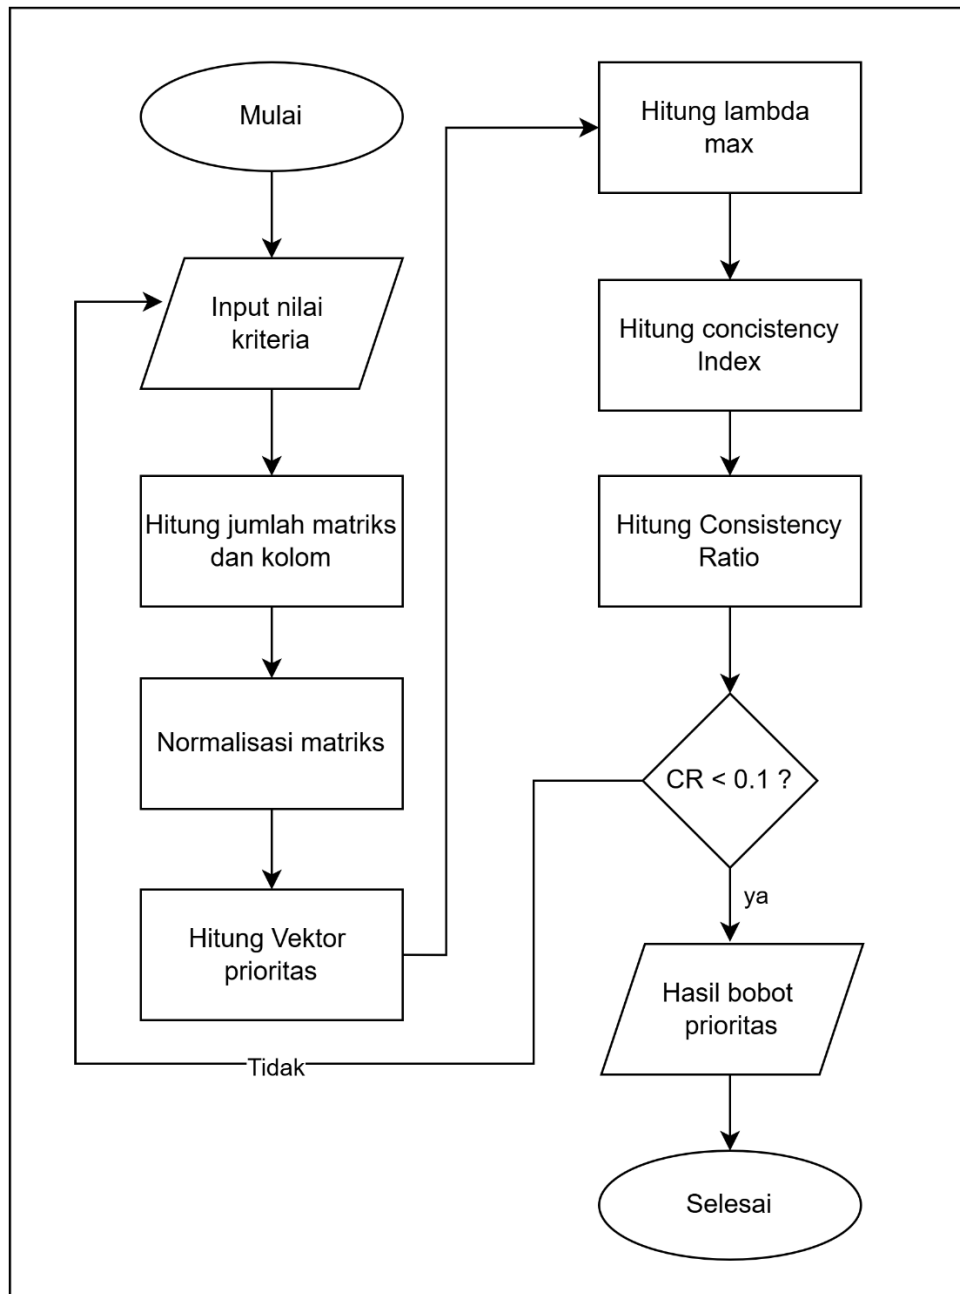 Mulai
Input nilai
kriteria
Hitung jumlah matriks
dan kolom
Normalisasi matriks
Hitung Vektor
prioritas
Hitung lambda
max
Hitung concistency
Index
Hitung Consistency
Ratio
CR < 0.1 ?
Tidak
ya
Hasil bobot
prioritas
Selesai